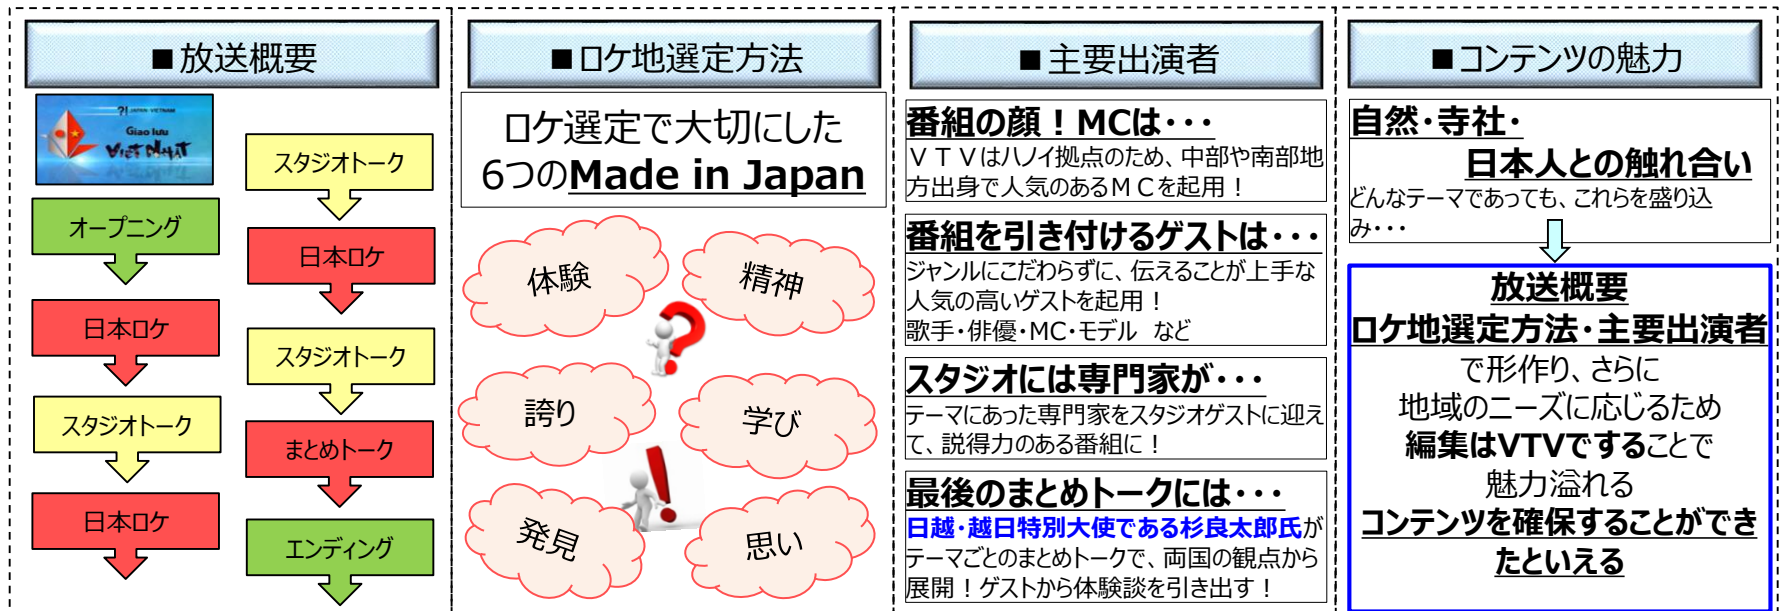 ■放送概要
?! JAPAN VIETNAM
Giao lưu
VIỆT NHẬT
オープニング
日本ロケ
スタジオトーク
日本ロケ
スタジオトーク
日本ロケ
スタジオトーク
まとめトーク
エンディング
■ロケ地選定方法
ロケ選定で大切にした
6つのMade in Japan
体験
精神
誇り
学び
発見
思い
■主要出演者
番組の顔！MCは・・・
ＶＴＶはハノイ拠点のため、中部や南部地
方出身で人気のあるＭＣを起用！
番組を引き付けるゲストは・・・
ジャンルにこだわらずに、伝えることが上手な
人気の高いゲストを起用！
歌手・俳優・MC・モデル など
スタジオには専門家が・・・
テーマにあった専門家をスタジオゲストに迎え
て、説得力のある番組に！
最後のまとめトークには・・・
日越・越日特別大使である杉良太郎氏が
テーマごとのまとめトークで、両国の観点から
展開！ゲストから体験談を引き出す！
■コンテンツの魅力
自然・寺社・
日本人との触れ合い
どんなテーマであっても、これらを盛り込
み・・・
放送概要
ロケ地選定方法・主要出演者
で形作り、さらに
地域のニーズに応じるため
編集はVTVですることで
魅力溢れる
コンテンツを確保することができ
たといえる